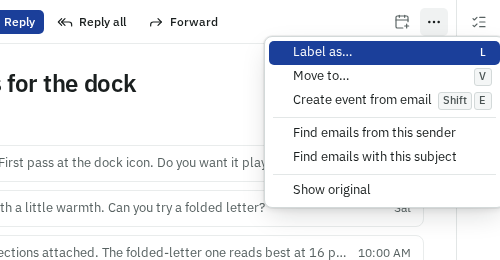 Reply Reply all Forward
Label as... L
s for the dock
Move to... V
Create event from email Shift E
Find emails from this sender
First pass at the dock icon. Do you want it play
Find emails with this subject
Show original
th a little warmth. Can you try a folded letter? Sat
ections attached. The folded-letter one reads best at 16 p... 10:00 AM